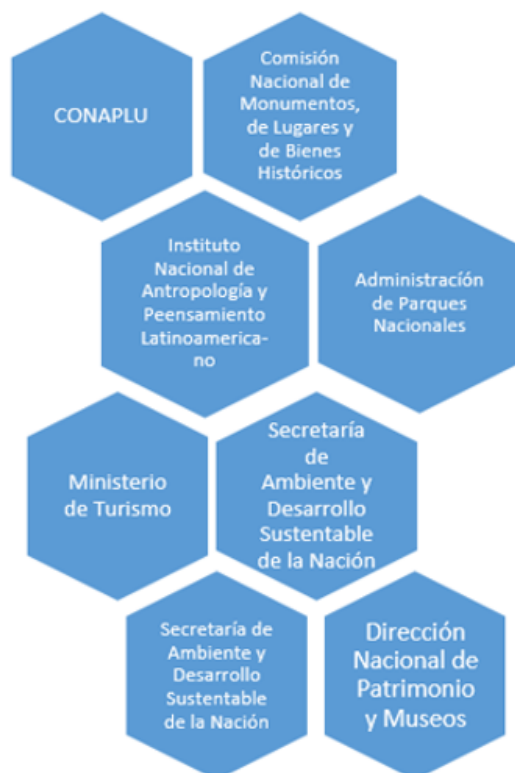 CONAPLU
Comisión
Nacional de
Monumentos,
de Lugares y
de Bienes
Históricos
Instituto
Nacional de
Antropología y
Peensamiento
Latinoamerica-
no
Administracíón
de Parques
Nacionales
Ministerio
de Turismo
Secretaría
de
Ambiente y
Desarrollo
Sustentable
de la Nación
Secretaría de
Ambiente y
Desarrollo
Sustentable
de la Nación
Dirección
Nacional de
Patrimonio
y Museos